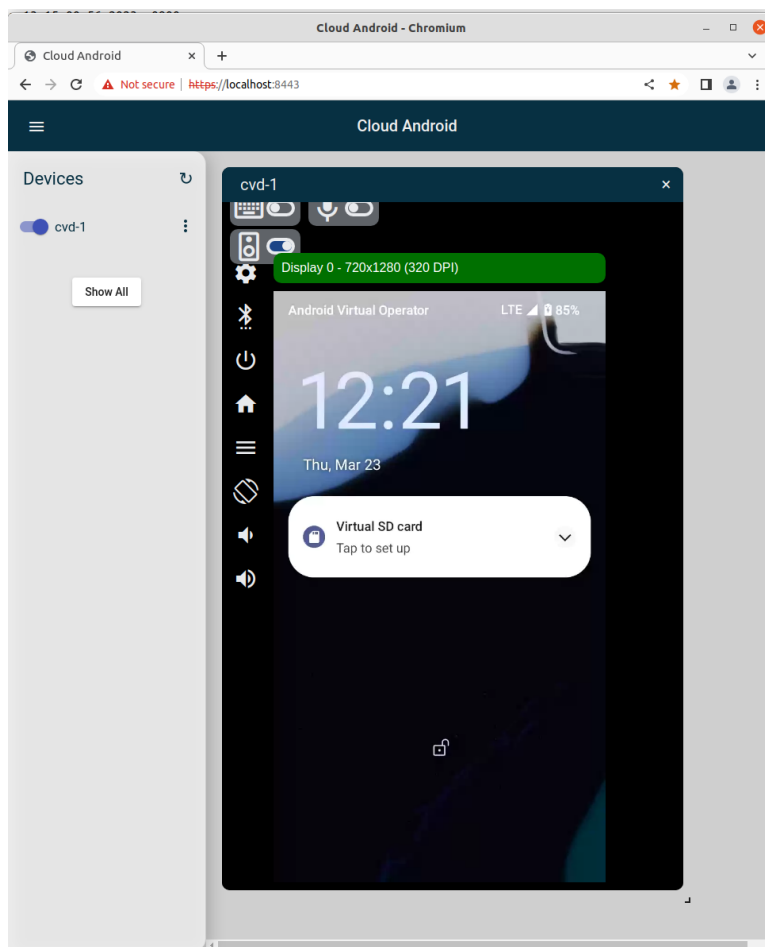 Cloud Android - Chromium
Cloud Android
Not secure | https://localhost:8443
Cloud Android
Devices
cvd-1
Show All
cvd-1
Display 0 - 720x1280 (320 DPI)
Android Virtual Operator LTE 85%
12:21
Thu, Mar 23
Virtual SD card
Tap to set up